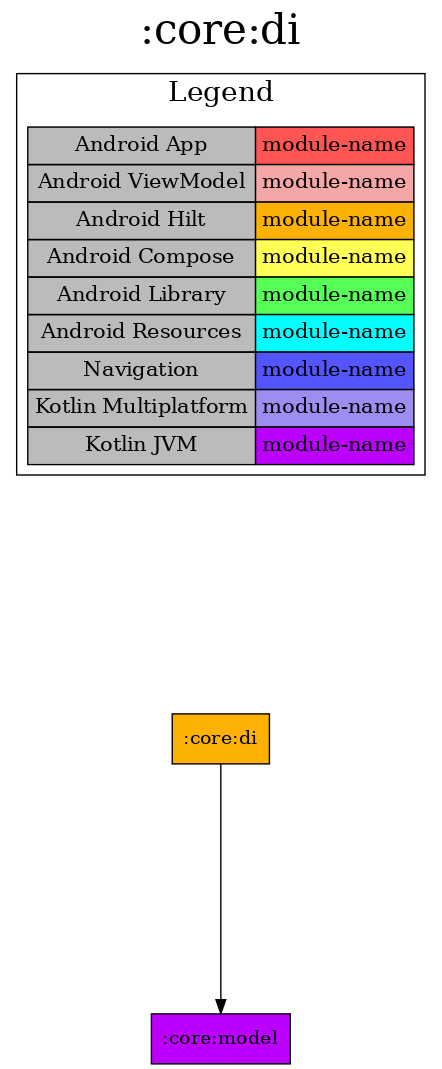 :core:di
Legend
Android App module-name
Android ViewModel module-name
Android Hilt module-name
Android Compose module-name
Android Library module-name
Android Resources module-name
Navigation module-name
Kotlin Multiplatform module-name
Kotlin JVM module-name
:core:di
:core:model